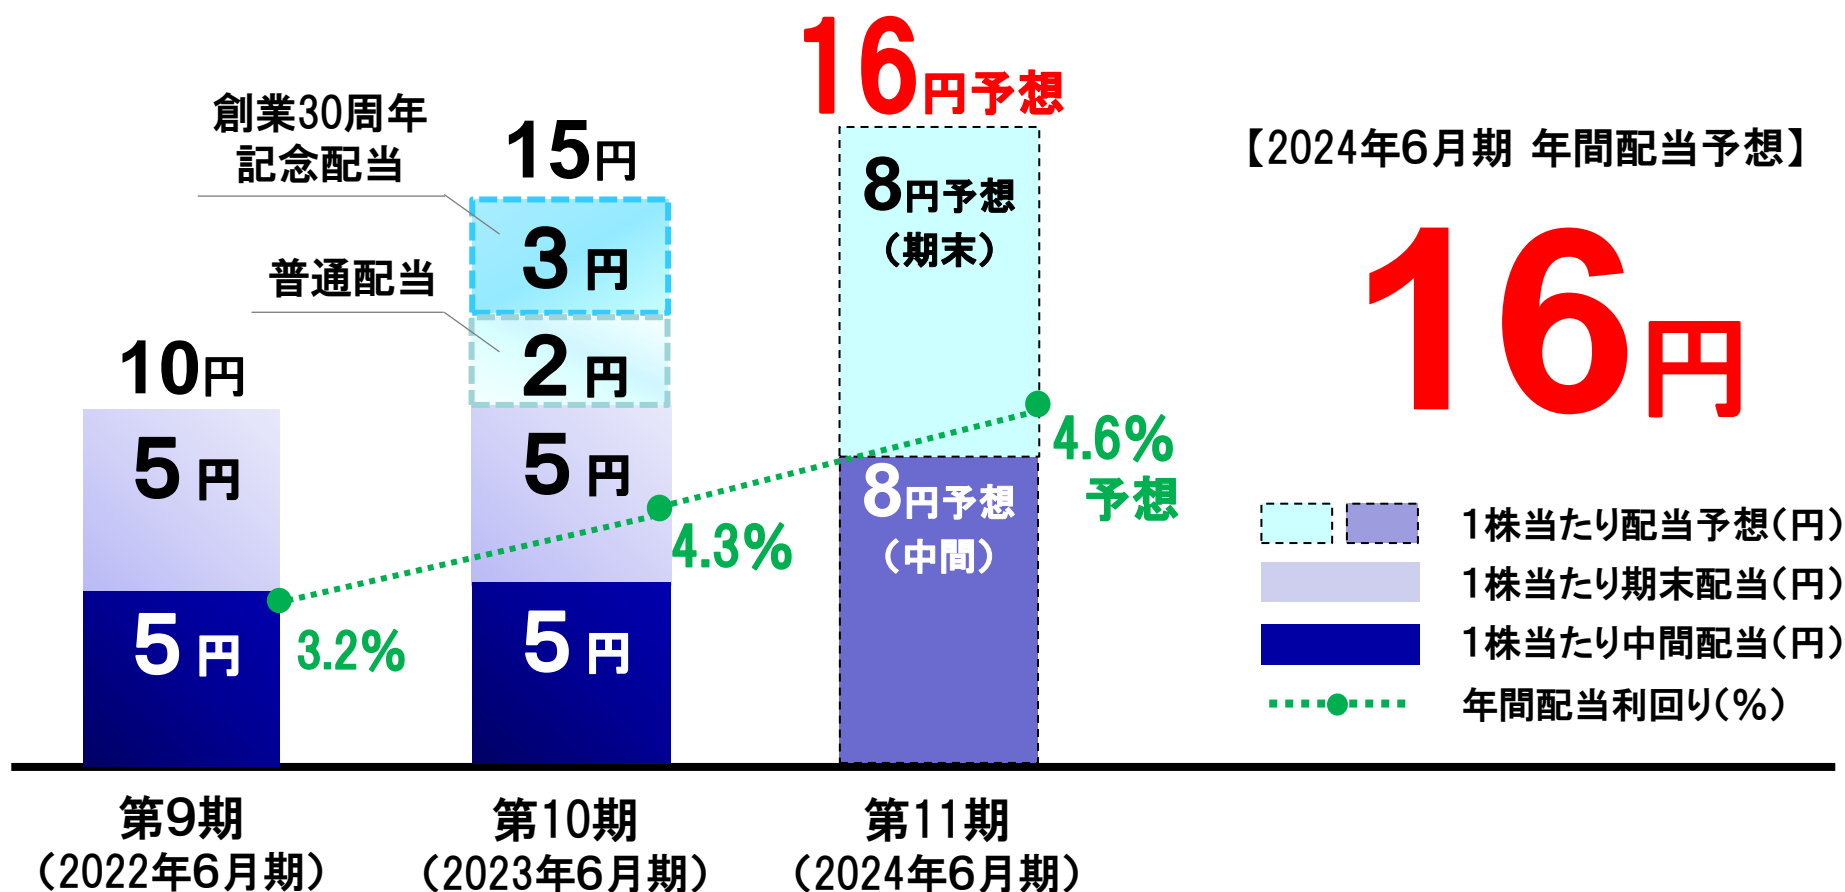 創業30周年
記念配当
普通配当
10円
5円
5円
3.2%
第9期
（2022年6月期）
15円
3円
2円
5円
5円
4.3%
第10期
（2023年6月期）
16円予想
8円予想
（期末）
8円予想
（中間）
4.6%
予想
第11期
（2024年6月期）
【2024年6月期 年間配当予想】
16円
1株当たり配当予想（円）
1株当たり期末配当（円）
1株当たり中間配当（円）
年間配当利回り（%）